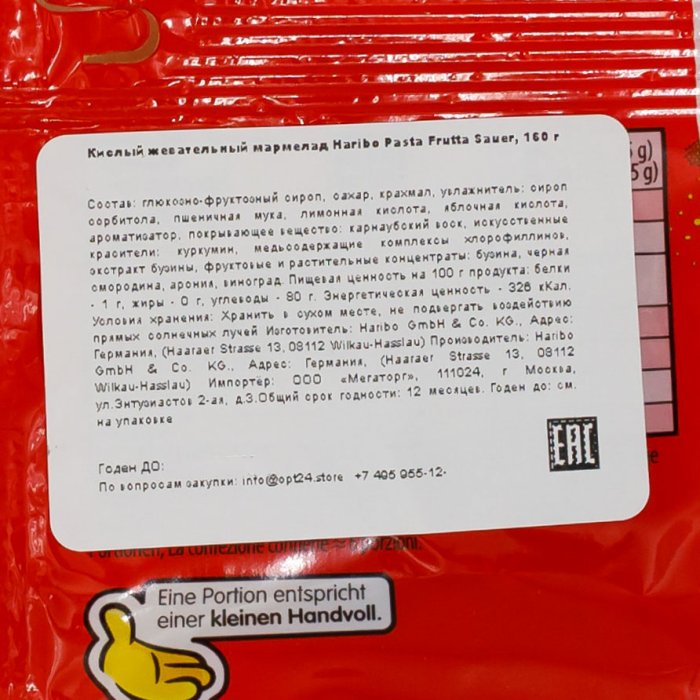 Кислый жевательный мармелад Haribo Pasta Frutta Sauer, 160 г
Состав: глюкозно-фруктозный сироп, сахар, крахмал, увлажнитель: сироп
сорбитола, пшеничная мука, лимонная кислота, яблочная кислота,
ароматизатор, покрывающее вещество: карнаубский воск, искусственные
красители: куркумин, медьсодержащие комплексы хлорофиллинов,
экстракт бузины, фруктовые и растительные концентраты: бузина, черная
смородина, арония, виноград. Пищевая ценность на 100 г продукта: белки
- 1 г, жиры - 0 г, углеводы - 80 г. Энергетическая ценность - 326 кКал.
Условия хранения: Хранить в сухом месте, не подвергать воздействию
прямых солнечных лучей Изготовитель: Haribo GmbH & Co. KG., Адрес:
Германия, (Haaraer Strasse 13, 08112 Wilkau-Hasslau) Производитель: Haribo
GmbH & Co. KG., Адрес: Германия, (Haaraer Strasse 13, 08112
Wilkau-Hasslau) Импортёр: ООО «Мегаторг», 111024, г Москва,
ул.Энтузиастов 2-ая, д.3.Общий срок годности: 12 месяцев. Годен до: см.
на упаковке
Годен ДО:
По вопросам закупки: info@opt24.store +7 495 955-12-
EAC
g)
5 g)
Portionen, La confezione contiene ≈ porzioni.
Eine Portion entspricht
einer kleinen Handvoll.